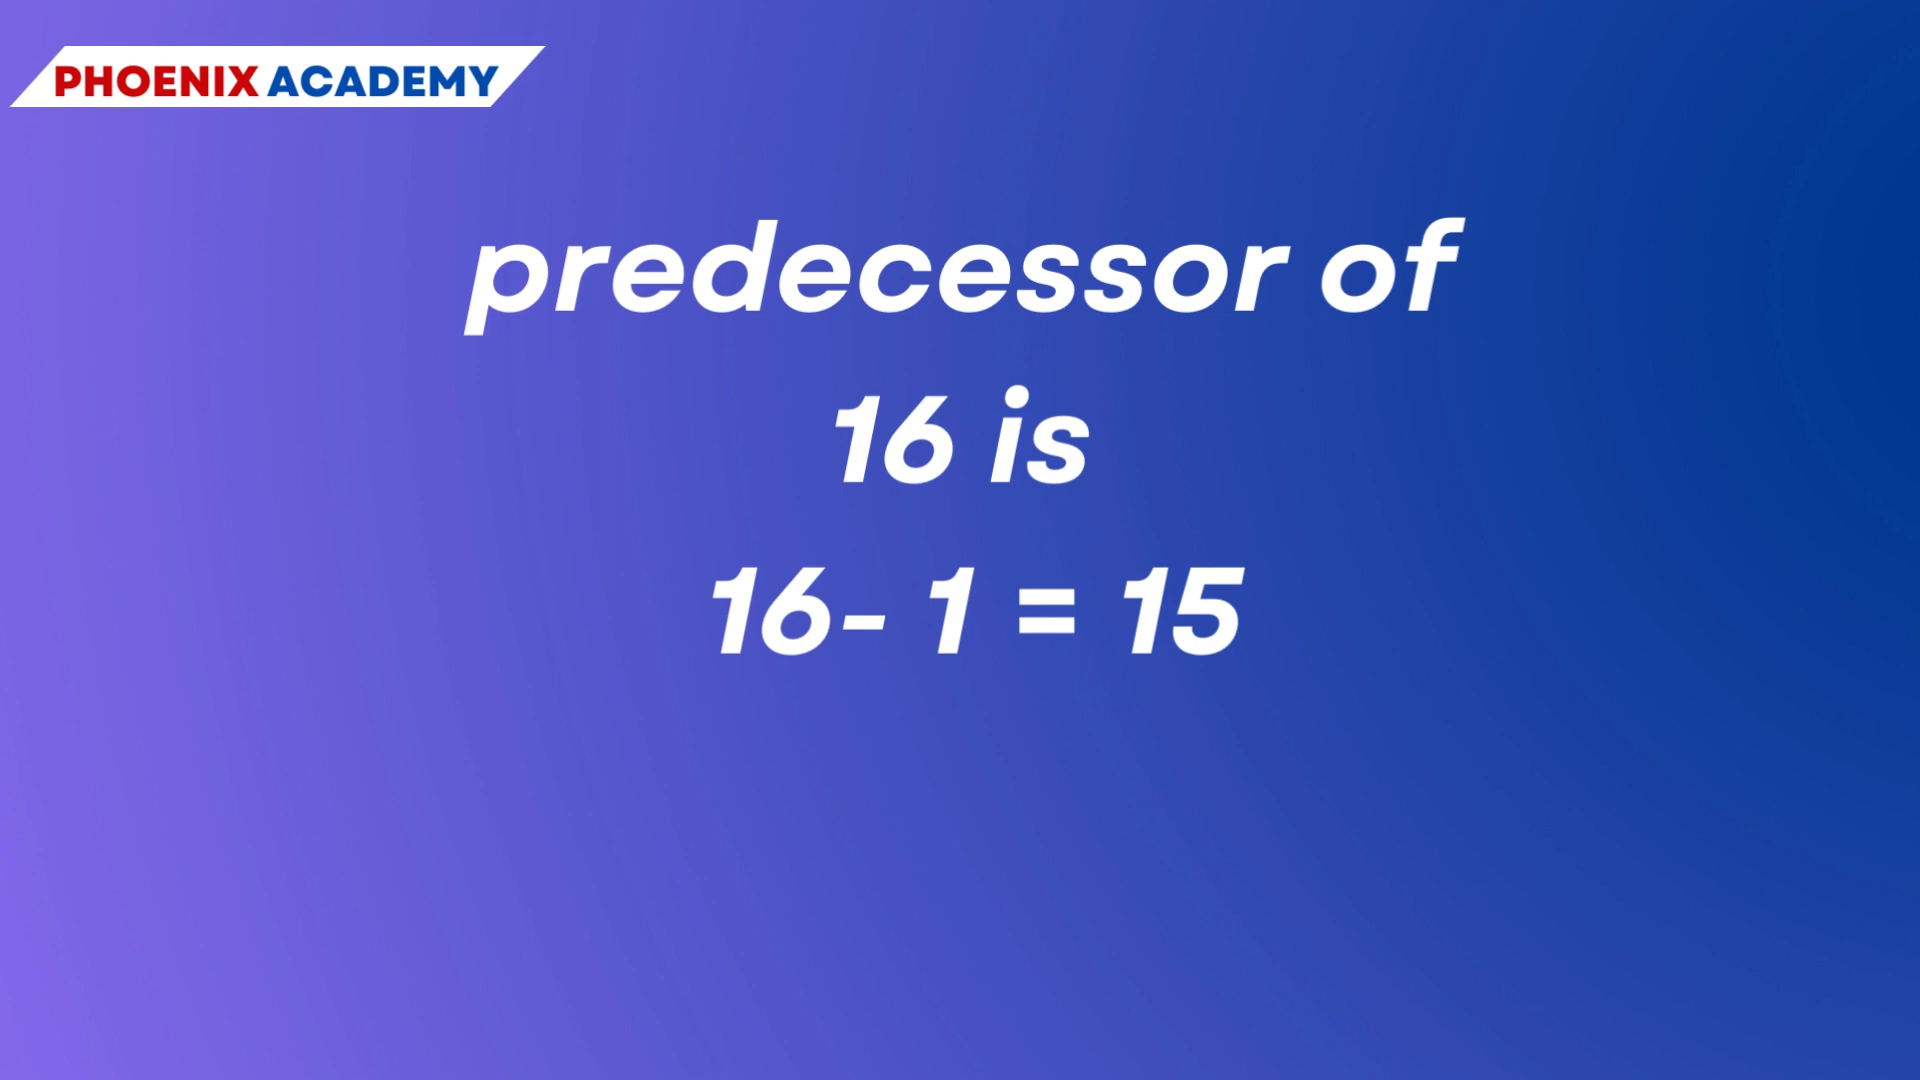 PHOENIX ACADEMY
predecessor of
16 is
16- 1 = 15